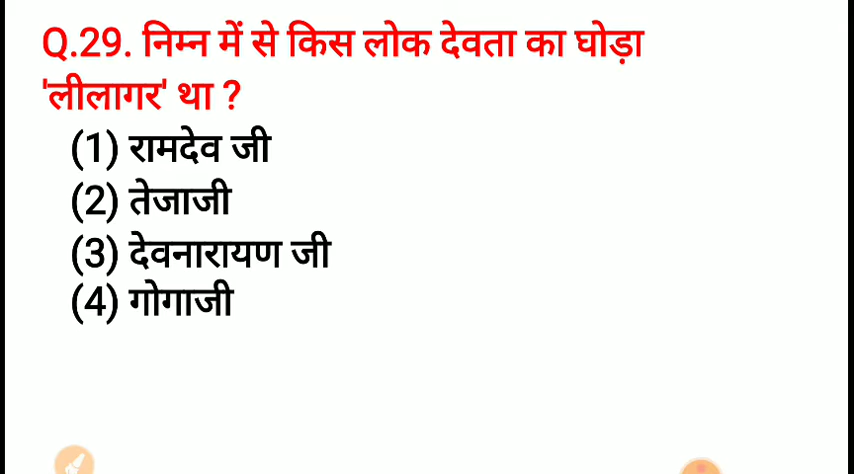 Q.29. निम्न में से किस लोक देवता का घोड़ा
'लीलागर' था ?
(1) रामदेव जी
(2) तेजाजी
(3) देवनारायण जी
(4) गोगाजी